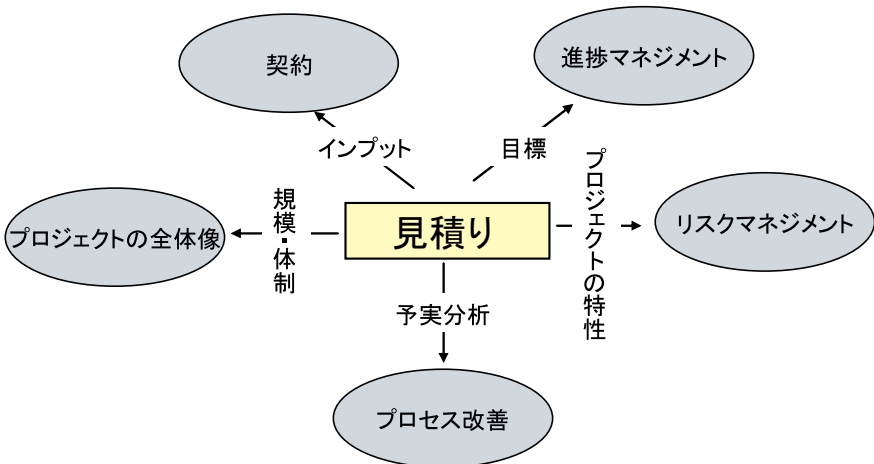 契約
進捗マネジメント
インプット
目標
プロジェクトの特性
規模・体制
プロジェクトの全体像
見積り
リスクマネジメント
予実分析
プロセス改善